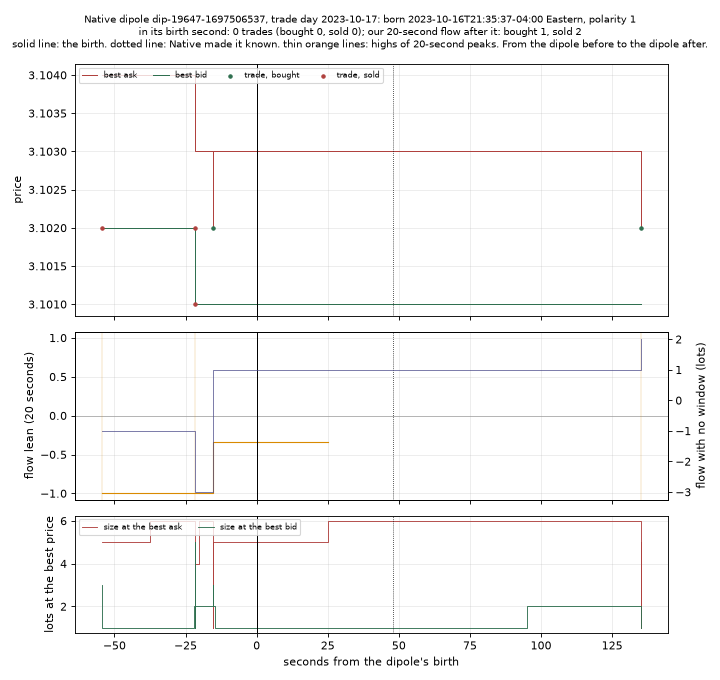 Native dipole dip-19647-1697506537, trade day 2023-10-17: born 2023-10-16T21:35:37-04:00 Eastern, polarity 1
in its birth second: 0 trades (bought 0, sold 0); our 20-second flow after it: bought 1, sold 2
solid line: the birth. dotted line: Native made it known. thin orange lines: highs of 20-second peaks. From the dipole before to the dipole after.
best ask best bid trade, bought trade, sold
3.1040
3.1035
3.1030
3.1025
3.1020
3.1015
3.1010
price
1.0
0.5
0.0
−0.5
−1.0
flow lean (20 seconds)
2
1
0
−1
−2
−3
flow with no window (lots)
size at the best ask size at the best bid
6
4
2
lots at the best price
−50 −25 0 25 50 75 100 125
seconds from the dipole's birth